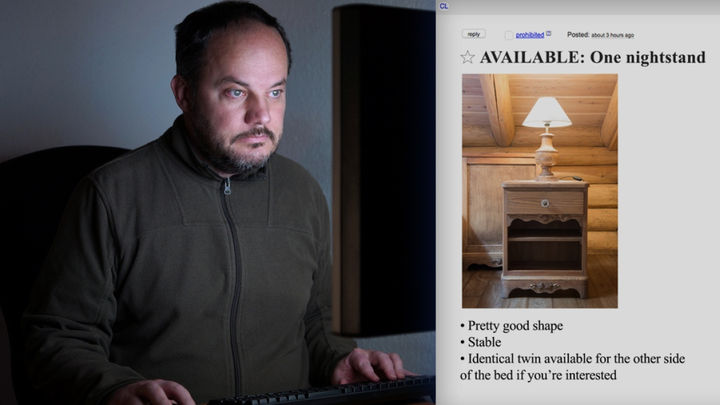 CL
reply prohibited [?] Posted: about 3 hours ago
☆ AVAILABLE: One nightstand
• Pretty good shape
• Stable
• Identical twin available for the other side
of the bed if you’re interested